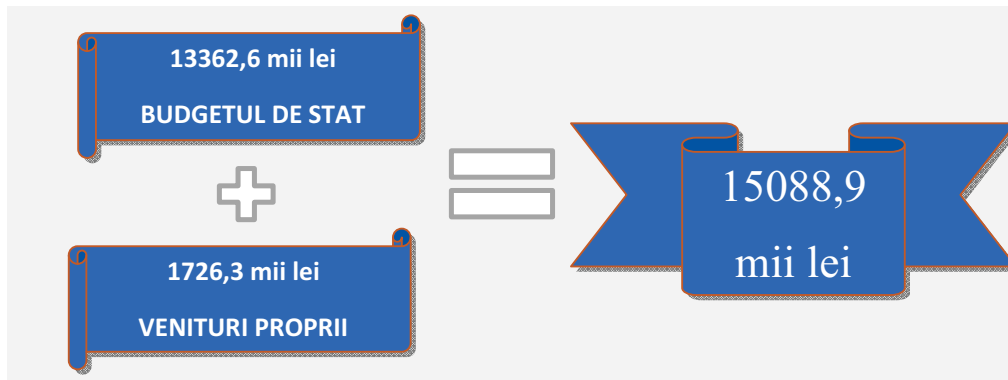 13362,6 mii lei
BUDGETUL DE STAT
1726,3 mii lei
VENITURI PROPRII
15088,9
mii lei